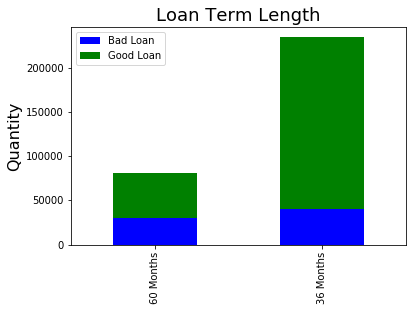 Loan Term Length
Bad Loan
Good Loan
Quantity
200000
150000
100000
50000
0
60 Months
36 Months